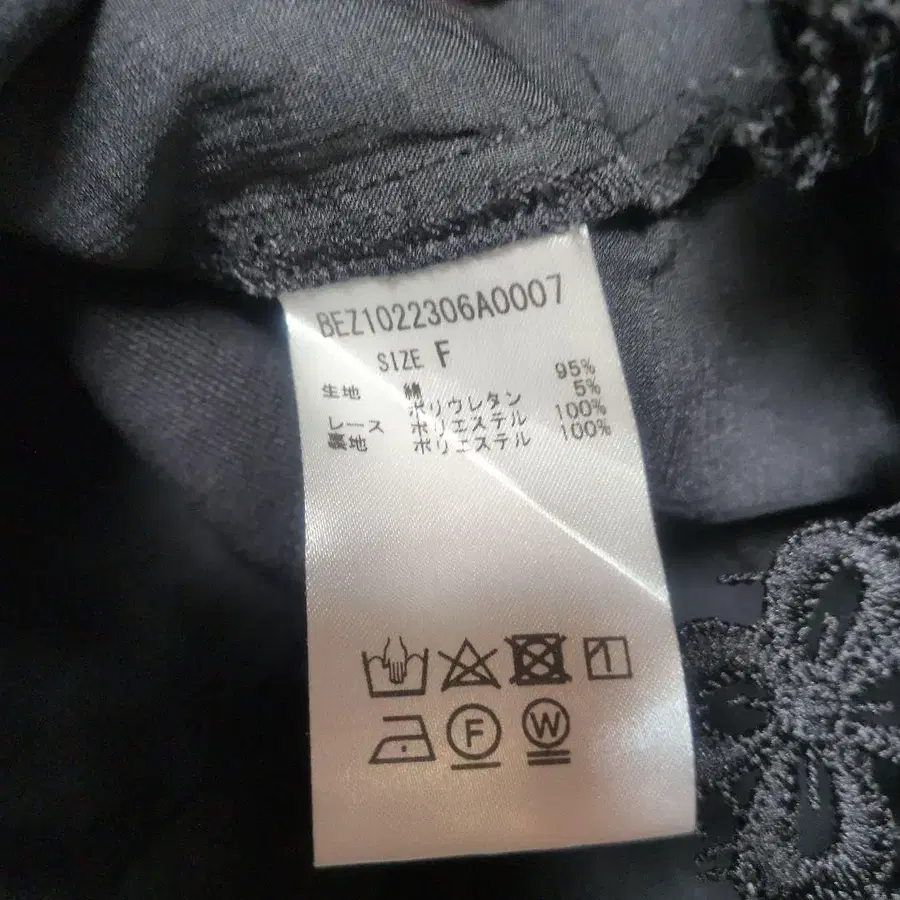 BEZ1022306A0007
SIZE F
生地 綿 95%
ポリウレタン 5%
レース ポリエステル 100%
裏地 ポリエステル 100%
F
W